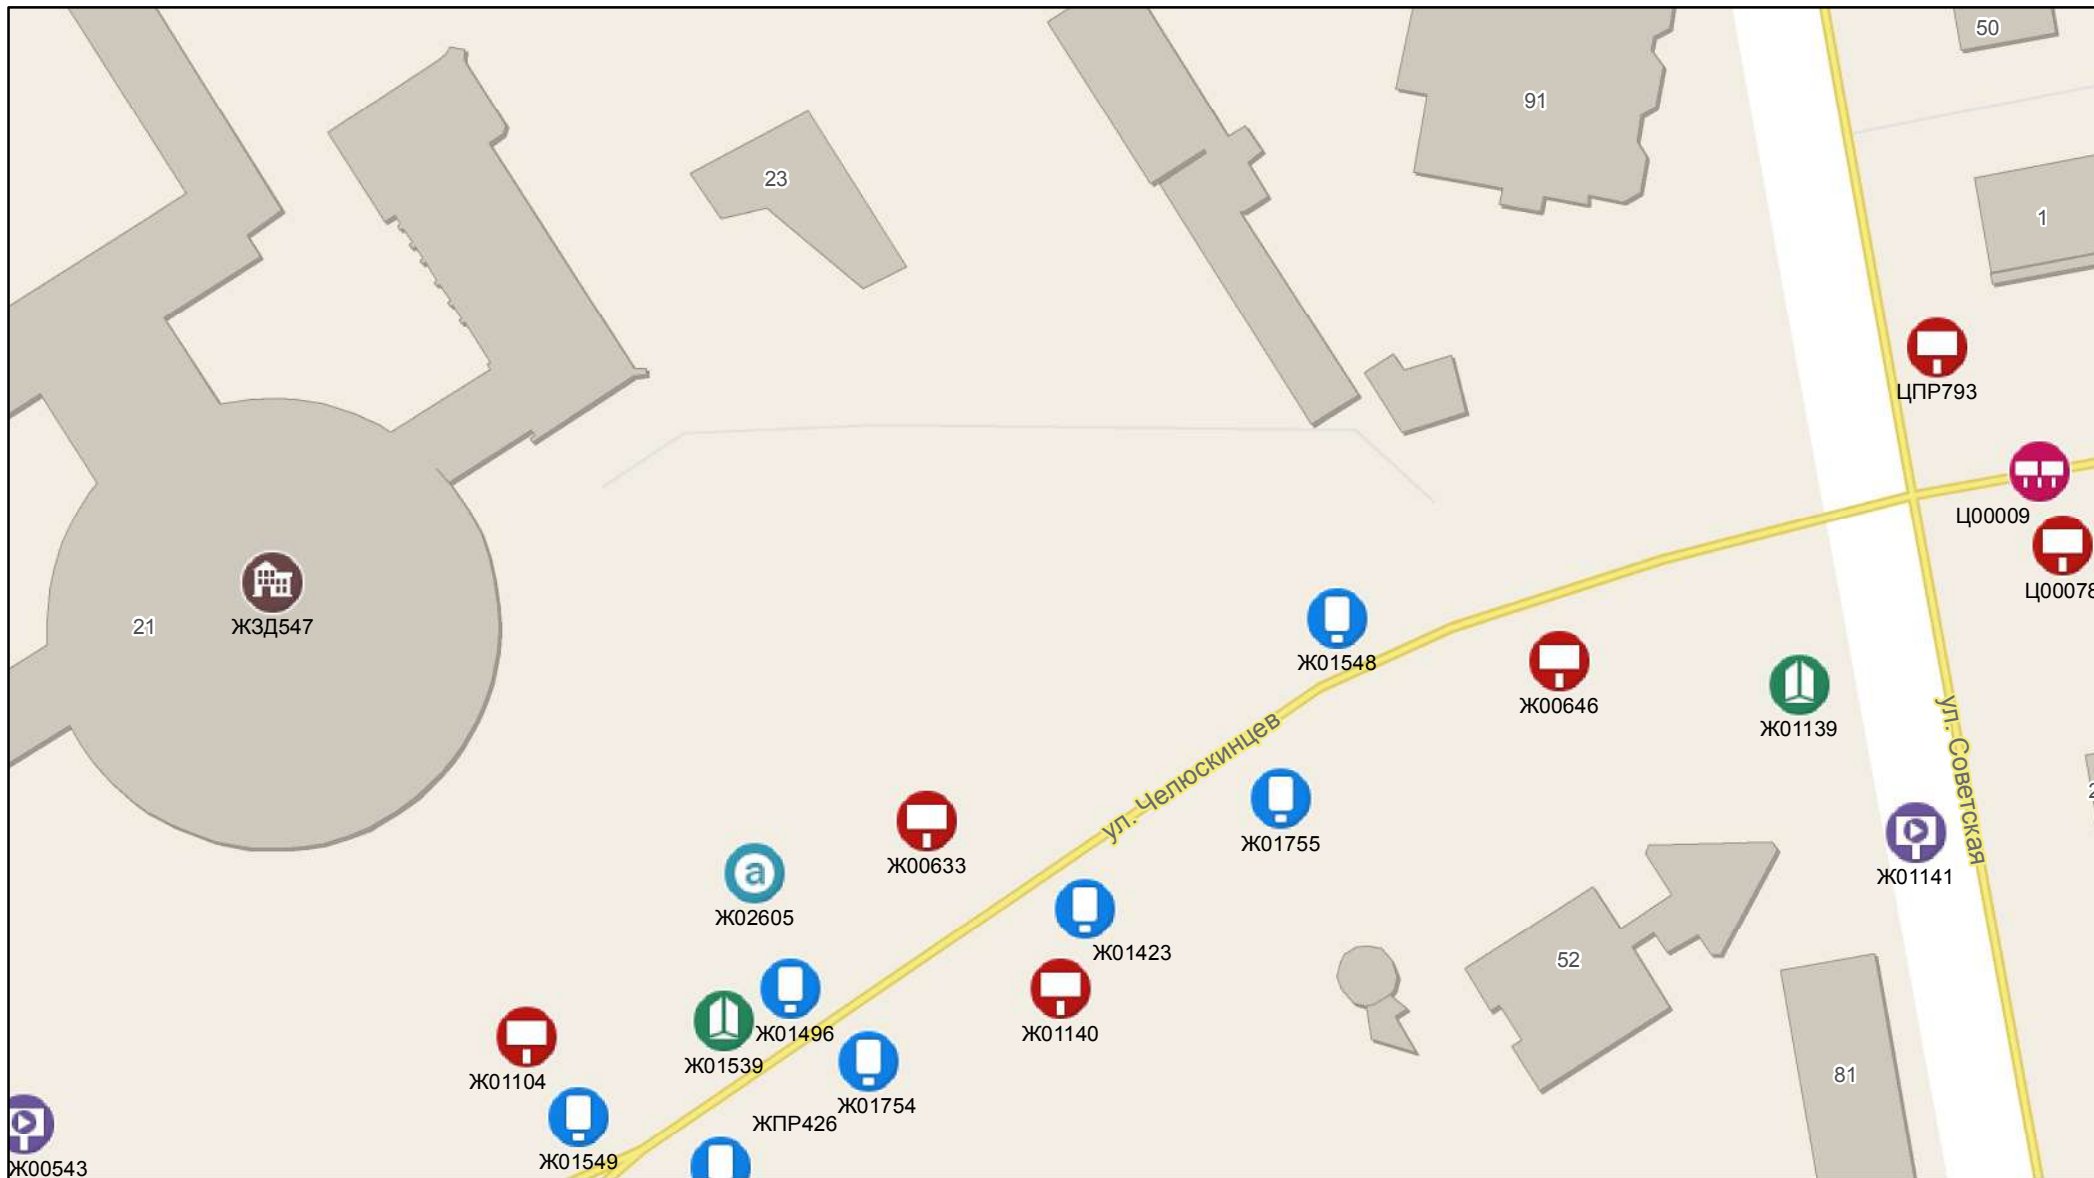 50
91
23
1
ЦПР793
Ц00009
Ц00078
21
ЖЗД547
Ж01548
Ж00646
Ж01139
ул. Советская
ул. Челюскинцев
2
Ж01755
Ж00633
Ж01141
Ж02605
Ж01423
52
Ж01496
Ж01140
Ж01539
Ж01104
81
Ж01754
ЖПР426
Ж01549
Ж00543